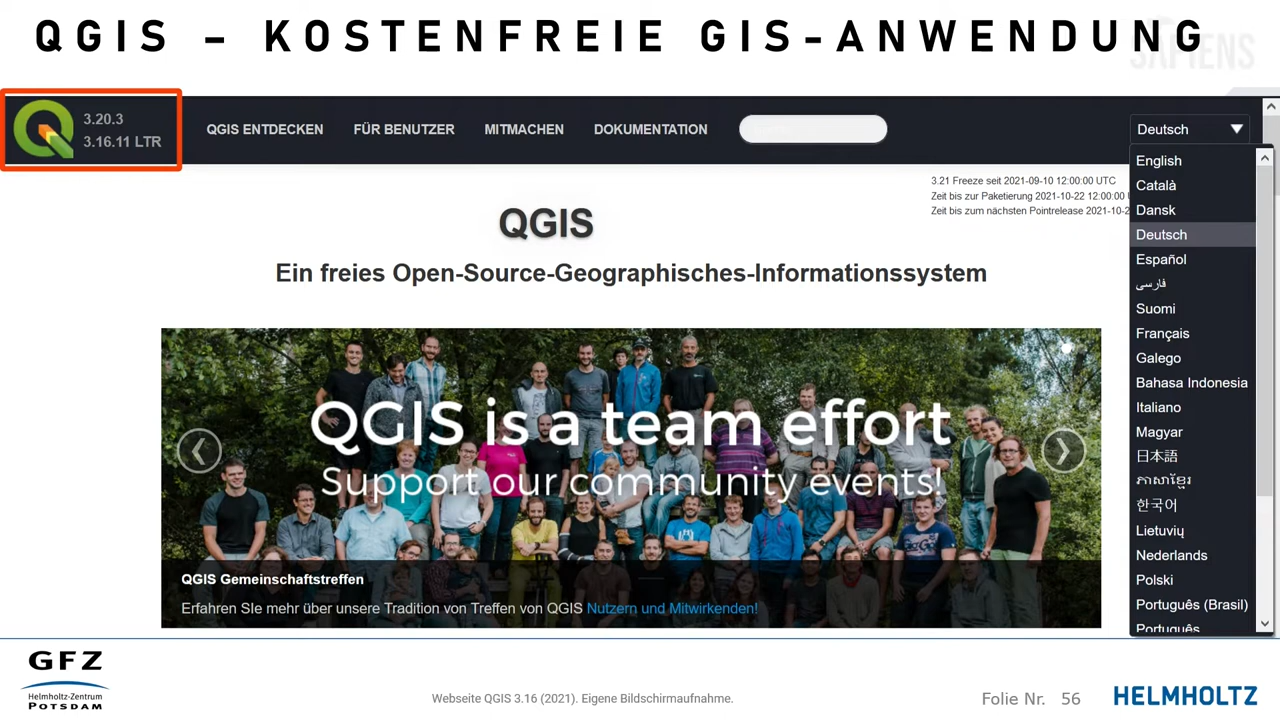 QGIS – KOSTENFREIE GIS-ANWENDUNG
SAPIENS
3.20.3
3.16.11 LTR
QGIS ENTDECKEN FÜR BENUTZER MITMACHEN DOKUMENTATION
Deutsch
English
Català
Dansk
Deutsch
Español
فارسی
Suomi
Français
Galego
Bahasa Indonesia
Italiano
Magyar
日本語
ភាសាខ្មែរ
한국어
Lietuvių
Nederlands
Polski
Português (Brasil)
Português
3.21 Freeze seit 2021-09-10 12:00:00 UTC
Zeit bis zur Paketierung 2021-10-22 12:00:00
Zeit bis zum nächsten Pointrelease 2021-10-2
QGIS
Ein freies Open-Source-Geographisches-Informationssystem
QGIS is a team effort
Support our community events!
QGIS Gemeinschaftstreffen
Erfahren SIe mehr über unsere Tradition von Treffen von QGIS Nutzern und Mitwirkenden!
GFZ
Helmholtz-Zentrum
POTSDAM
Webseite QGIS 3.16 (2021). Eigene Bildschirmaufnahme.
Folie Nr. 56
HELMHOLTZ